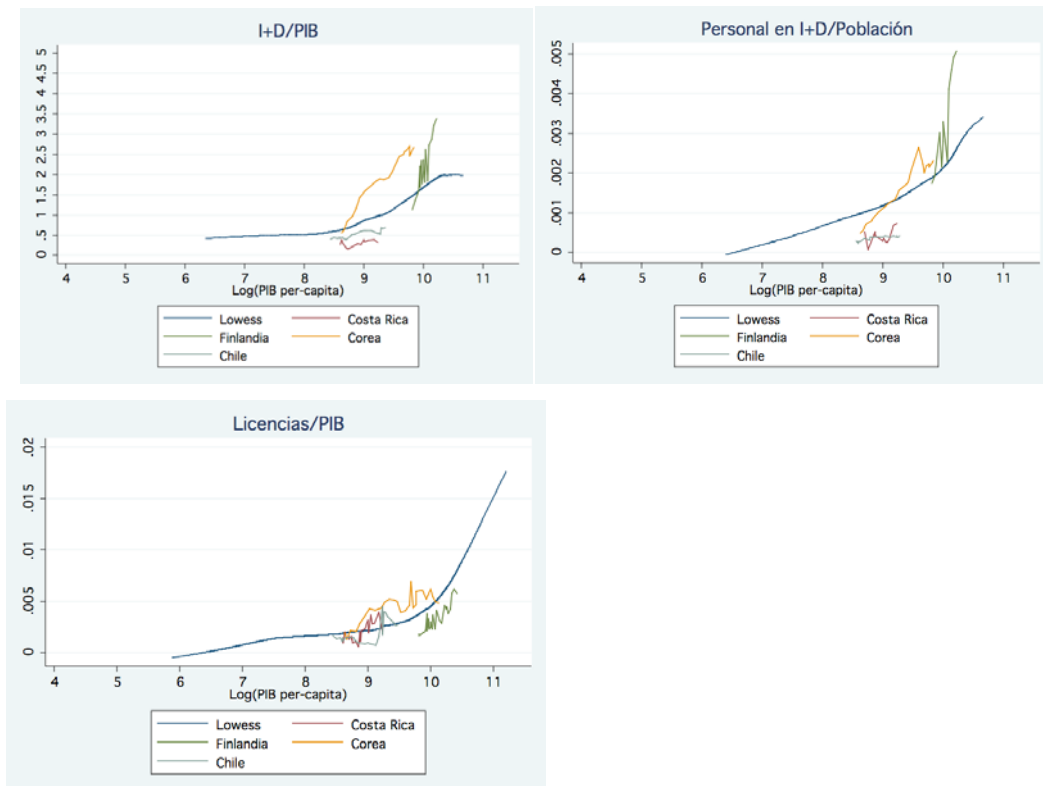 I+D/PIB
5.5
5
4.5
4
3.5
3
2.5
2
1.5
1
.5
0
4 5 6 7 8 9 10 11
Log(PIB per-capita)
Lowess Costa Rica
Finlandia Corea
Chile
Personal en I+D/Población
.005
.004
.003
.002
.001
0
4 5 6 7 8 9 10 11
Log(PIB per-capita)
Lowess Costa Rica
Finlandia Corea
Chile
Licencias/PIB
.02
.015
.01
.005
0
4 5 6 7 8 9 10 11
Log(PIB per-capita)
Lowess Costa Rica
Finlandia Corea
Chile